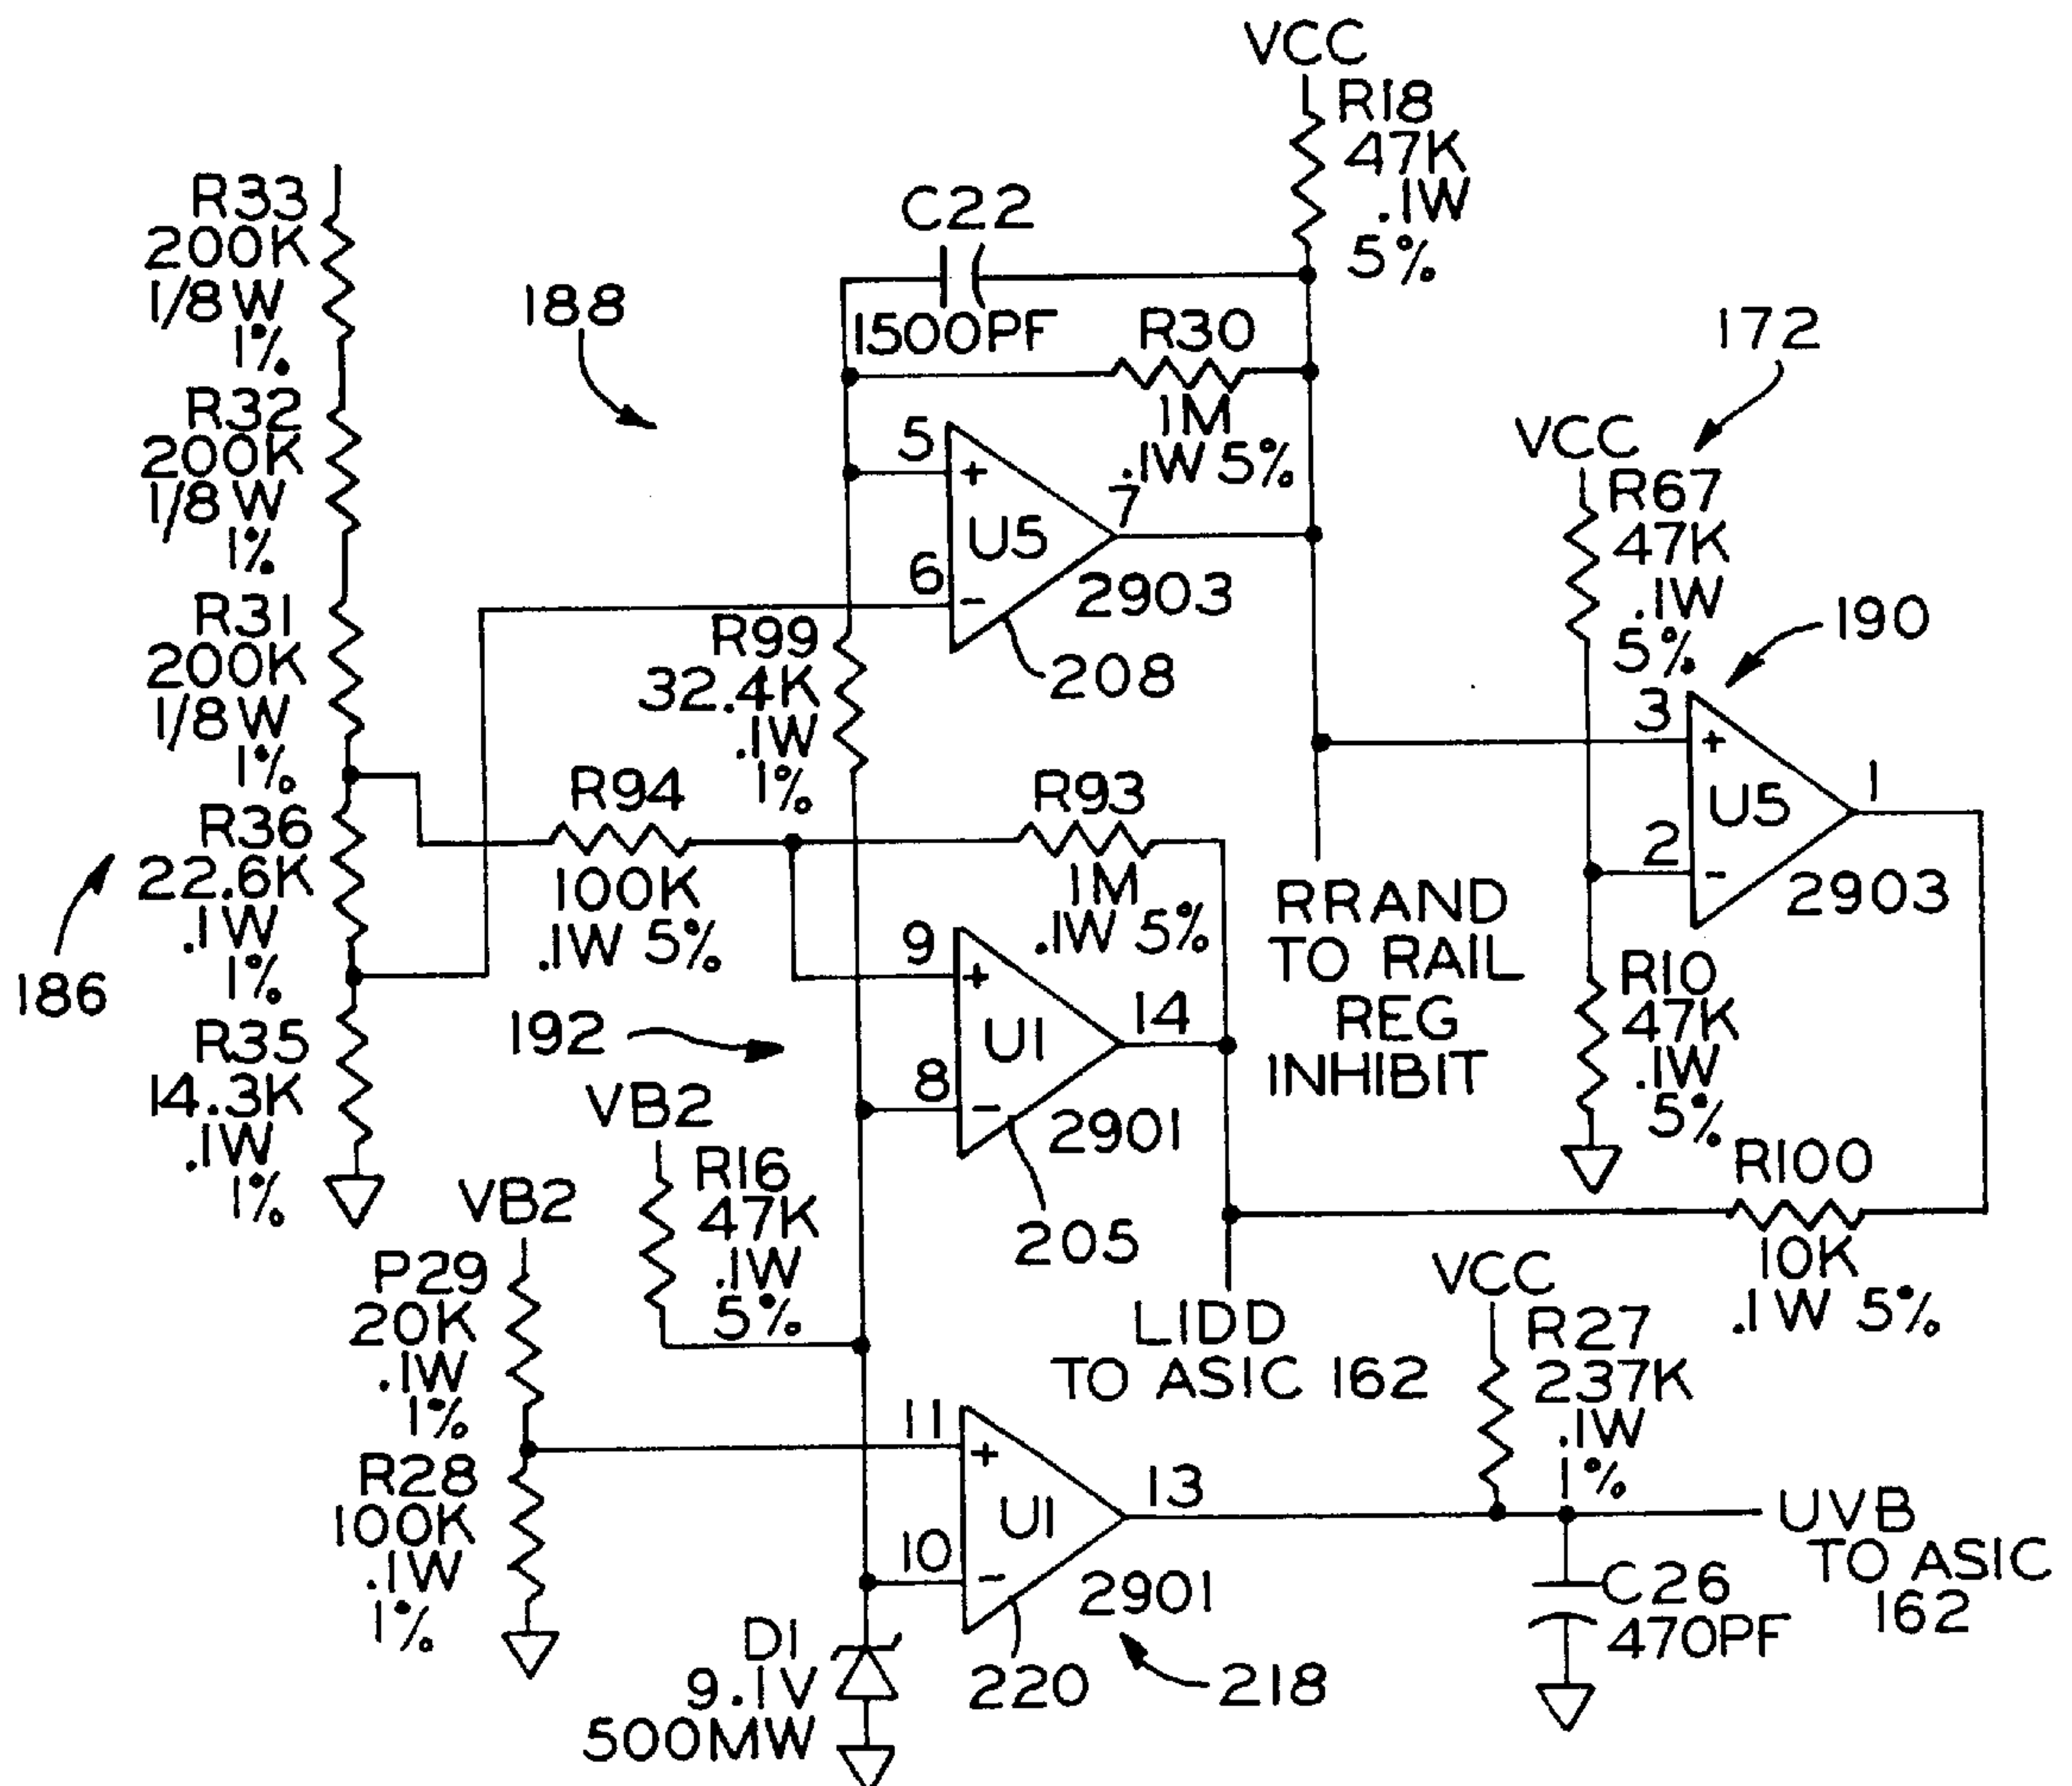 VCC
R18
47K
.1W
5%
R33
200K
1/8W
1%
C22
1500PF
188
R30
1M
.1W 5%
172
R32
200K
1/8W
1%
5
+
U5
7
6
-
2903
208
VCC
R67
47K
.1W
5%
190
R31
200K
1/8W
1%
R99
32.4K
.1W
1%
3
+
U5
1
2
-
2903
R94
100K
.1W 5%
R93
1M
.1W 5%
R36
22.6K
.1W
1%
186
RRAND
TO RAIL
REG
INHIBIT
9
+
U1
14
8
-
2901
192
205
R10
47K
.1W
5%
R35
14.3K
.1W
1%
VB2
R16
47K
.1W
5%
R100
10K
.1W 5%
VB2
P29
20K
.1W
1%
LIDD
TO ASIC 162
VCC
R27
237K
.1W
1%
R28
100K
.1W
1%
11
+
U1
13
10
-
2901
220
218
UVB
TO ASIC
162
C26
470PF
D1
9.1V
500MW